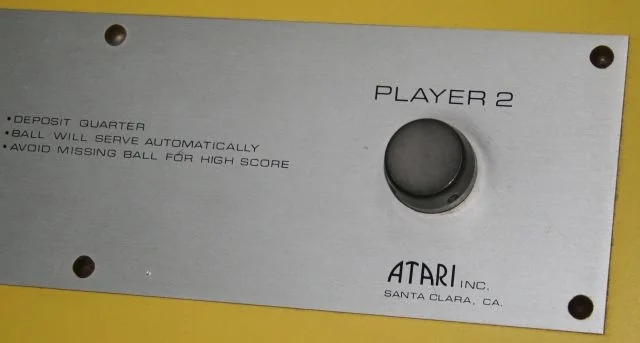 PLAYER 2
•DEPOSIT QUARTER
•BALL WILL SERVE AUTOMATICALLY
•AVOID MISSING BALL FOR HIGH SCORE
ATARI INC.
SANTA CLARA, CA.